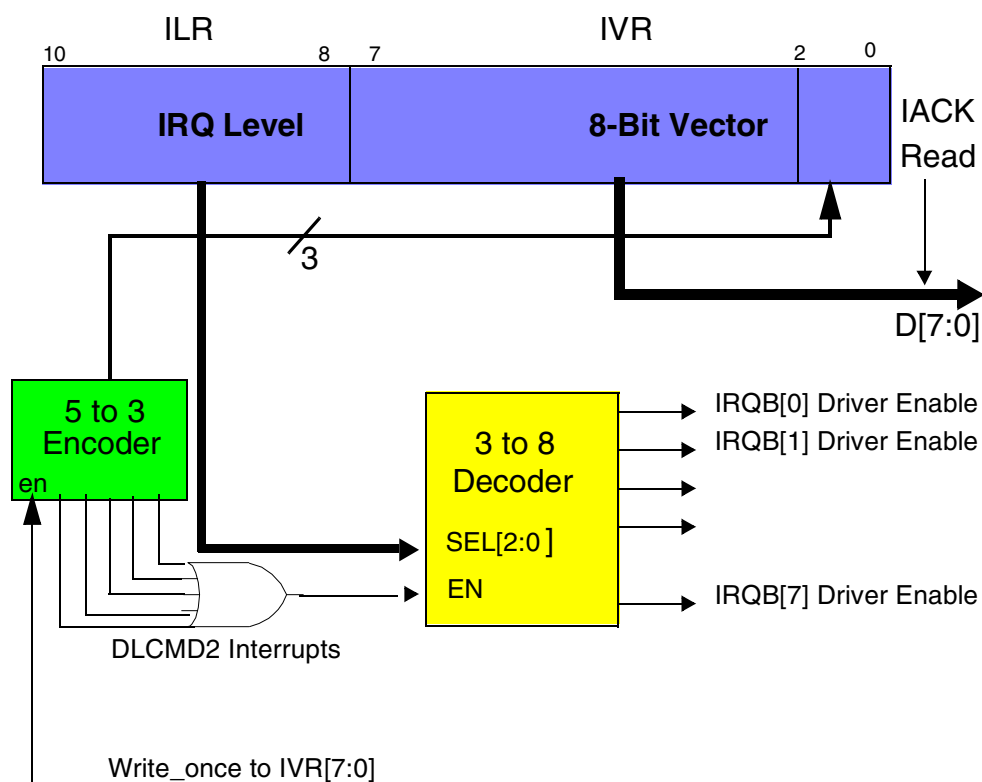 ILR
IVR
10
8
7
2
0
IRQ Level
8-Bit Vector
IACK
Read
3
D[7:0]
5 to 3
Encoder
en
3 to 8
Decoder
SEL[2:0 ]
EN
IRQB[0] Driver Enable
IRQB[1] Driver Enable
IRQB[7] Driver Enable
DLCMD2 Interrupts
Write_once to IVR[7:0]